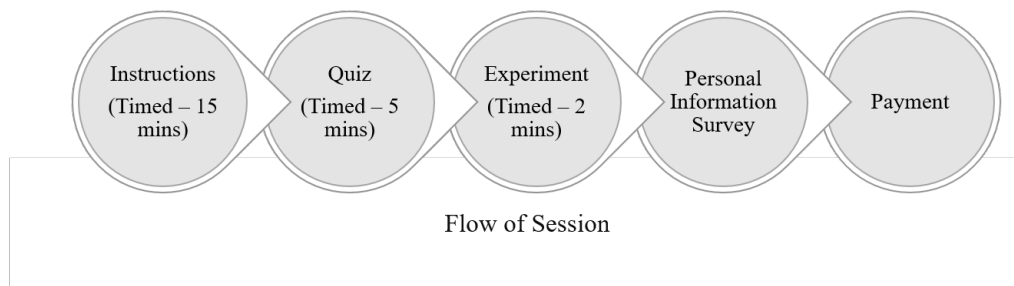 Instructions
(Timed – 15
mins)
Quiz
(Timed – 5
mins)
Experiment
(Timed – 2
mins)
Personal
Information
Survey
Payment
Flow of Session